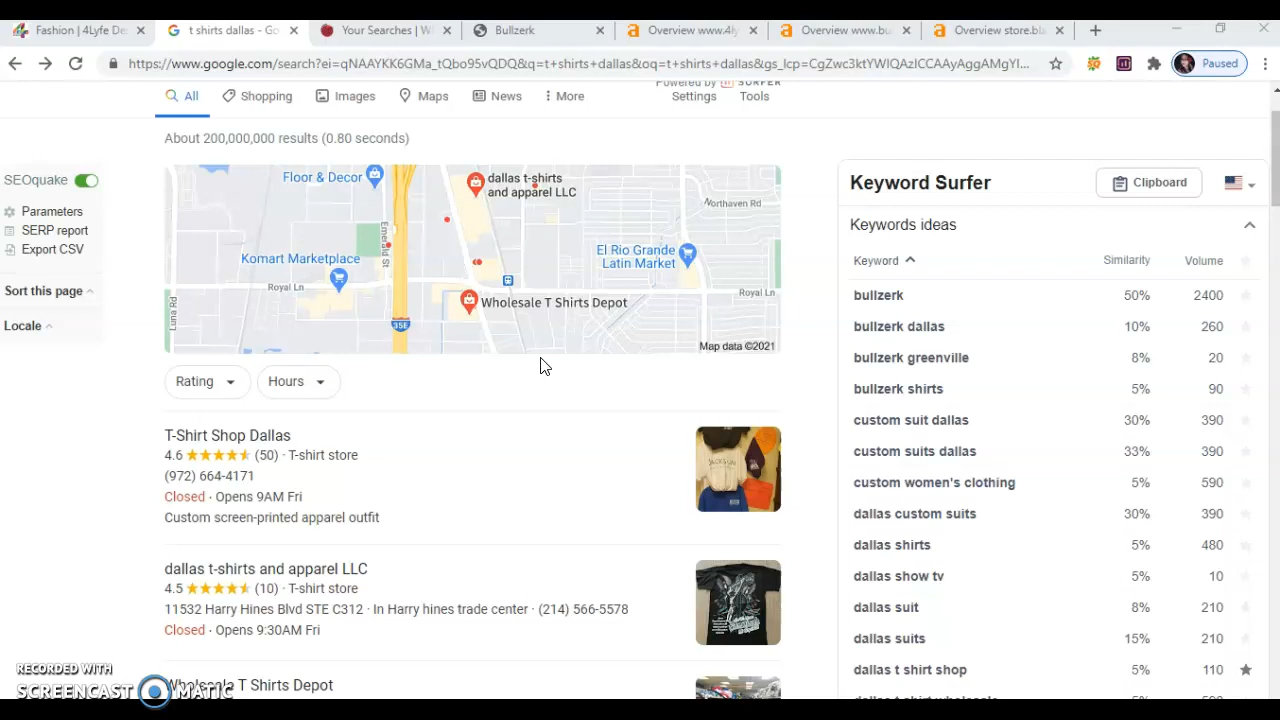 Fashion | 4Lyfe De
t shirts dallas - Go
Your Searches | W
Bullzerk
Overview www.4ly
Overview www.bu
Overview store.bla
https://www.google.com/search?ei=qNAAYKK6GMa_tQbo95vQDQ&q=t+shirts+dallas&oq=t+shirts+dallas&gs_lcp=CgZwc3ktYWIQAzICCAAyAggAMgYI...
Paused
All
Shopping
Images
Maps
News
More
Powered by SURFER
Settings
Tools
About 200,000,000 results (0.80 seconds)
SEOquake
Parameters
SERP report
Export CSV
Sort this page
Locale
Floor & Decor
dallas t-shirts
and apparel LLC
Northaven Rd
Emerald St
El Rio Grande
Latin Market
Komart Marketplace
Royal Ln
Royal Ln
Luna Rd
Wholesale T Shirts Depot
35E
Map data ©2021
Rating
Hours
T-Shirt Shop Dallas
4.6 (50) · T-shirt store
(972) 664-4171
Closed · Opens 9AM Fri
Custom screen-printed apparel outfit
dallas t-shirts and apparel LLC
4.5 (10) · T-shirt store
11532 Harry Hines Blvd STE C312 · In Harry hines trade center · (214) 566-5578
Closed · Opens 9:30AM Fri
Wholesale T Shirts Depot
Keyword Surfer
Clipboard
Keywords ideas
Keyword Similarity Volume
bullzerk 50% 2400
bullzerk dallas 10% 260
bullzerk greenville 8% 20
bullzerk shirts 5% 90
custom suit dallas 30% 390
custom suits dallas 33% 390
custom women's clothing 5% 590
dallas custom suits 30% 390
dallas shirts 5% 480
dallas show tv 5% 10
dallas suit 8% 210
dallas suits 15% 210
dallas t shirt shop 5% 110
RECORDED WITH
SCREENCAST MATIC